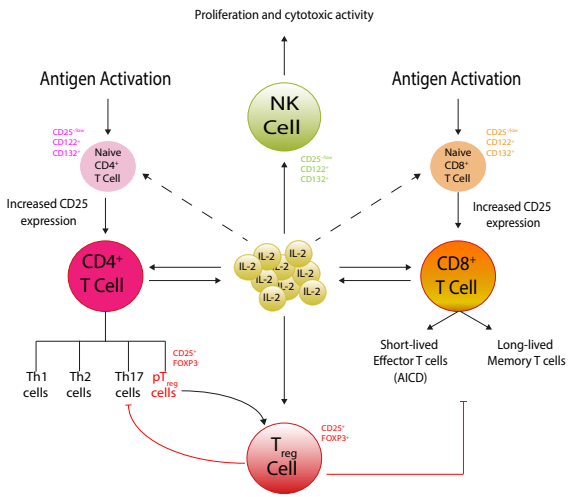 Proliferation and cytotoxic activity
Antigen Activation
Antigen Activation
NK
Cell
CD25⁻/low
CD122⁺
CD132⁺
Naive
CD4⁺
T Cell
CD25⁻/low
CD122⁺
CD132⁺
CD25⁻/low
CD122⁺
CD132⁺
Naive
CD8⁺
T Cell
Increased CD25
expression
Increased CD25
expression
CD4⁺
T Cell
IL-2
IL-2
IL-2
IL-2
IL-2
IL-2
IL-2
IL-2
IL-2
CD8⁺
T Cell
Short-lived
Effector T cells
(AICD)
Long-lived
Memory T cells
CD25⁺
FOXP3⁻
Th1
cells
Th2
cells
Th17
cells
pTreg
cells
Treg
Cell
CD25⁺
FOXP3⁺